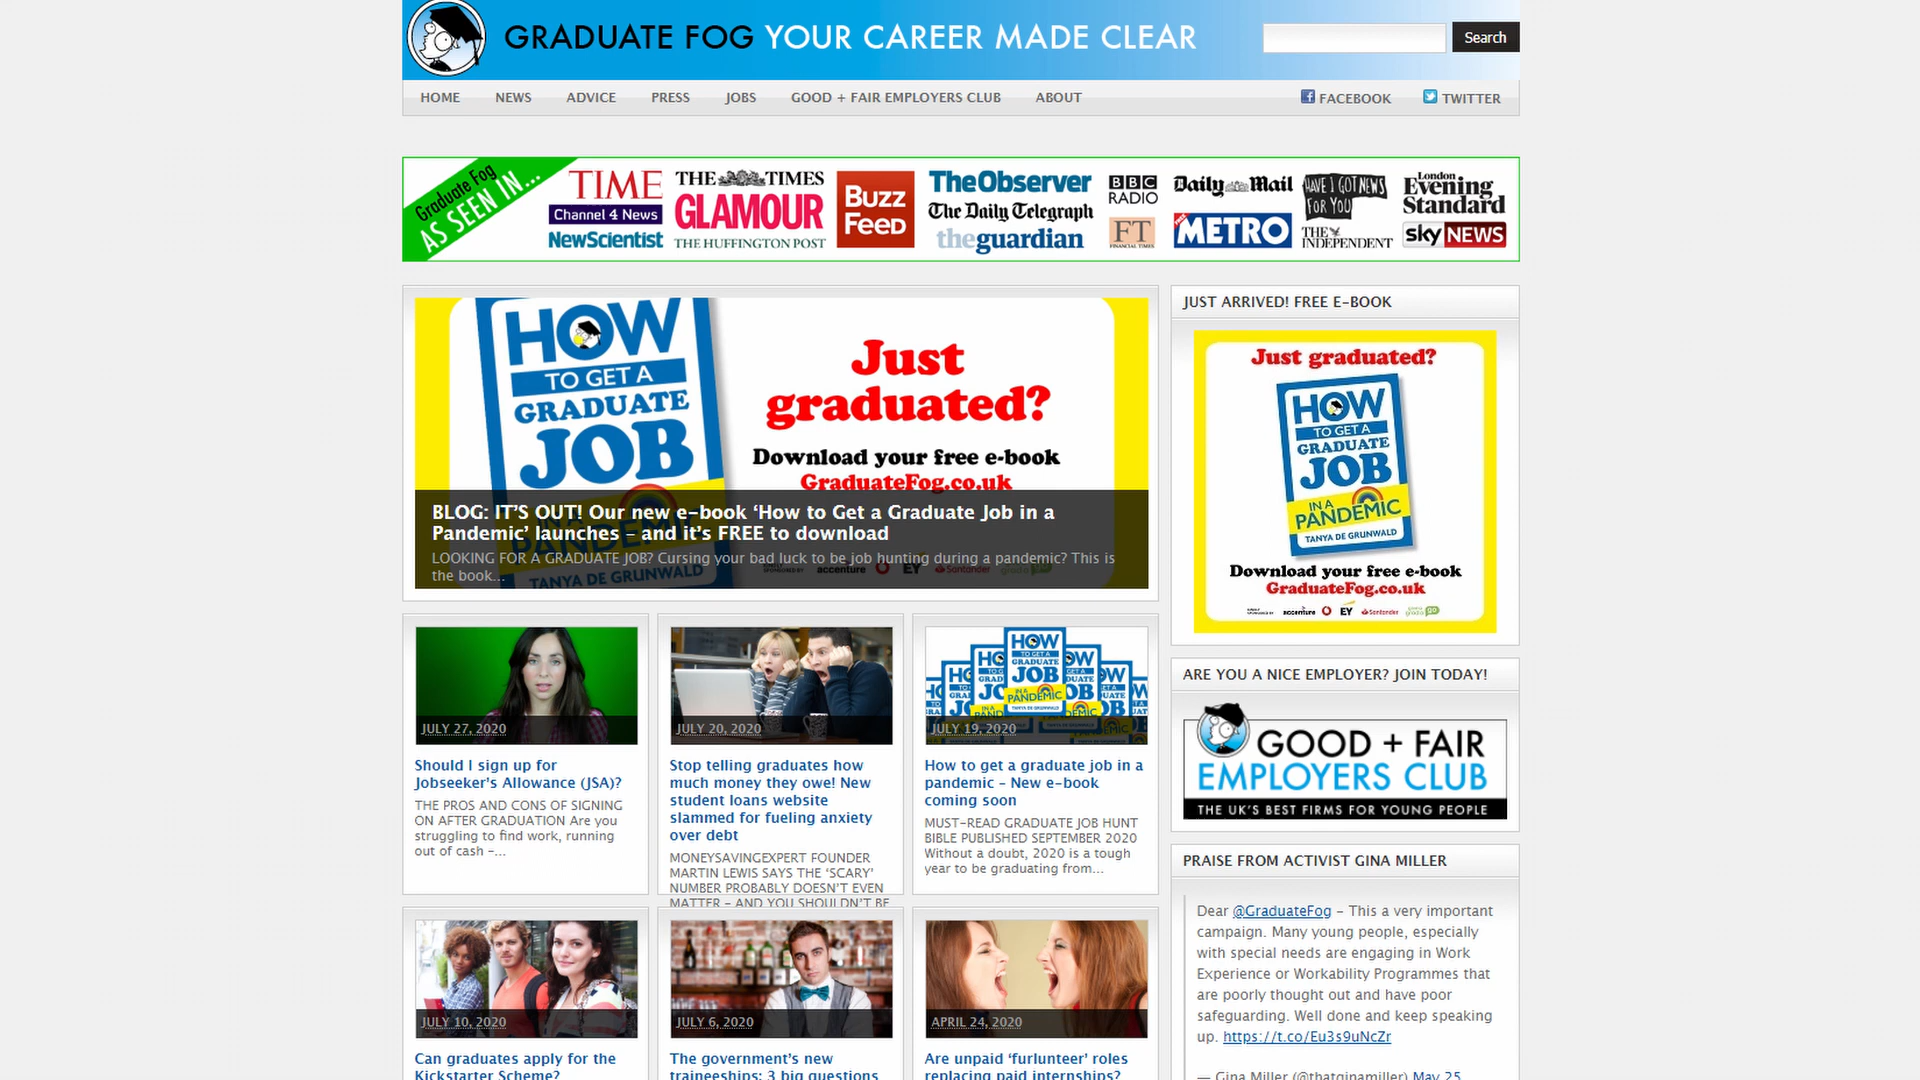 GRADUATE FOG YOUR CAREER MADE CLEAR
Search
HOME NEWS ADVICE PRESS JOBS GOOD + FAIR EMPLOYERS CLUB ABOUT FACEBOOK TWITTER
Graduate Fog
AS SEEN IN...
TIME
Channel 4 News
NewScientist
THE TIMES
GLAMOUR
THE HUFFINGTON POST
Buzz
Feed
TheObserver
The Daily Telegraph
theguardian
BBC
RADIO
FT
FINANCIAL TIMES
Daily Mail
FREE
METRO
HAVE I GOT NEWS
FOR YOU
THE
INDEPENDENT
London
Evening
Standard
sky NEWS
HOW
TO GET A
GRADUATE
JOB
IN A
PANDEMIC
TANYA DE GRUNWALD
Just
graduated?
Download your free e-book
GraduateFog.co.uk
accenture EY Santander
BLOG: IT’S OUT! Our new e-book ‘How to Get a Graduate Job in a
Pandemic’ launches – and it’s FREE to download
LOOKING FOR A GRADUATE JOB? Cursing your bad luck to be job hunting during a pandemic? This is
the book...
JUST ARRIVED! FREE E-BOOK
Just graduated?
HOW
TO GET A
GRADUATE
JOB
IN A
PANDEMIC
TANYA DE GRUNWALD
Download your free e-book
GraduateFog.co.uk
accenture EY Santander
JULY 27, 2020
Should I sign up for
Jobseeker’s Allowance (JSA)?
THE PROS AND CONS OF SIGNING
ON AFTER GRADUATION Are you
struggling to find work, running
out of cash –...
JULY 20, 2020
Stop telling graduates how
much money they owe! New
student loans website
slammed for fueling anxiety
over debt
MONEYSAVINGEXPERT FOUNDER
MARTIN LEWIS SAYS THE ‘SCARY’
NUMBER PROBABLY DOESN’T EVEN
MATTER – AND YOU SHOULDN’T BE
HOW
TO GET A
GRADUATE
JOB
IN A
PANDEMIC
TANYA DE GRUNWALD
JULY 19, 2020
How to get a graduate job in a
pandemic – New e-book
coming soon
MUST-READ GRADUATE JOB HUNT
BIBLE PUBLISHED SEPTEMBER 2020
Without a doubt, 2020 is a tough
year to be graduating from...
ARE YOU A NICE EMPLOYER? JOIN TODAY!
GOOD + FAIR
EMPLOYERS CLUB
THE UK’S BEST FIRMS FOR YOUNG PEOPLE
JULY 10, 2020
Can graduates apply for the
Kickstarter Scheme?
JULY 6, 2020
The government’s new
traineeships: 3 big questions
APRIL 24, 2020
Are unpaid ‘furlunteer’ roles
replacing paid internships?
PRAISE FROM ACTIVIST GINA MILLER
Dear @GraduateFog – This a very important
campaign. Many young people, especially
with special needs are engaging in Work
Experience or Workability Programmes that
are poorly thought out and have poor
safeguarding. Well done and keep speaking
up. https://t.co/Eu3s9uNcZr
— Gina Miller (@thatginamiller) May 25,